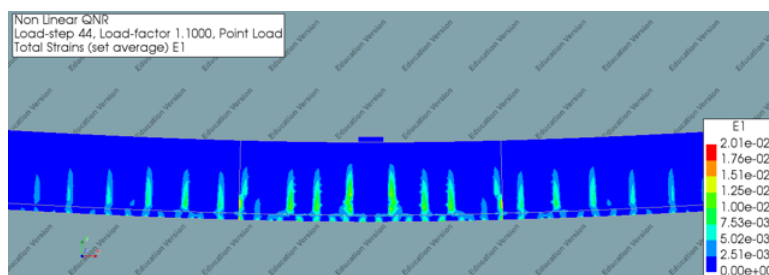 Non Linear QNR
Load-step 44, Load-factor 1.1000, Point Load
Total Strains (set average) E1
Education Version
E1
2.01e-02
1.76e-02
1.51e-02
1.25e-02
1.00e-02
7.53e-03
5.02e-03
2.51e-03
0.00e+00